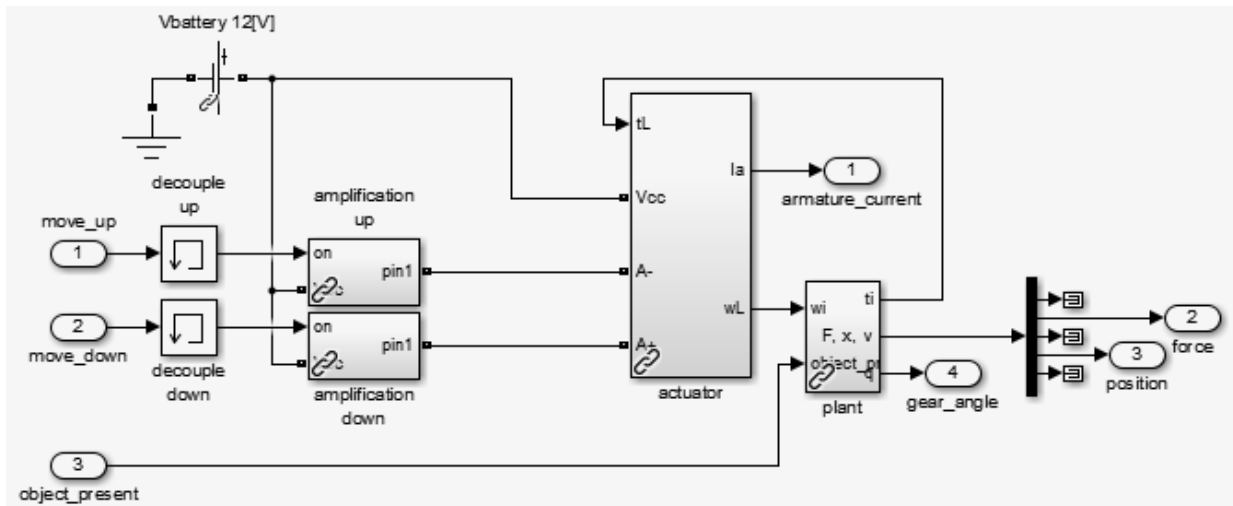 Vbattery 12[V]
decouple
up
amplification
up
move_up
1
on
pin1
move_down
2
on
pin1
decouple
down
amplification
down
3
object_present
tL
Vcc
A-
A+
Ia
wL
actuator
1
armature_current
wi
ti
F, x, v
q
plant
4
gear_angle
2
force
3
position